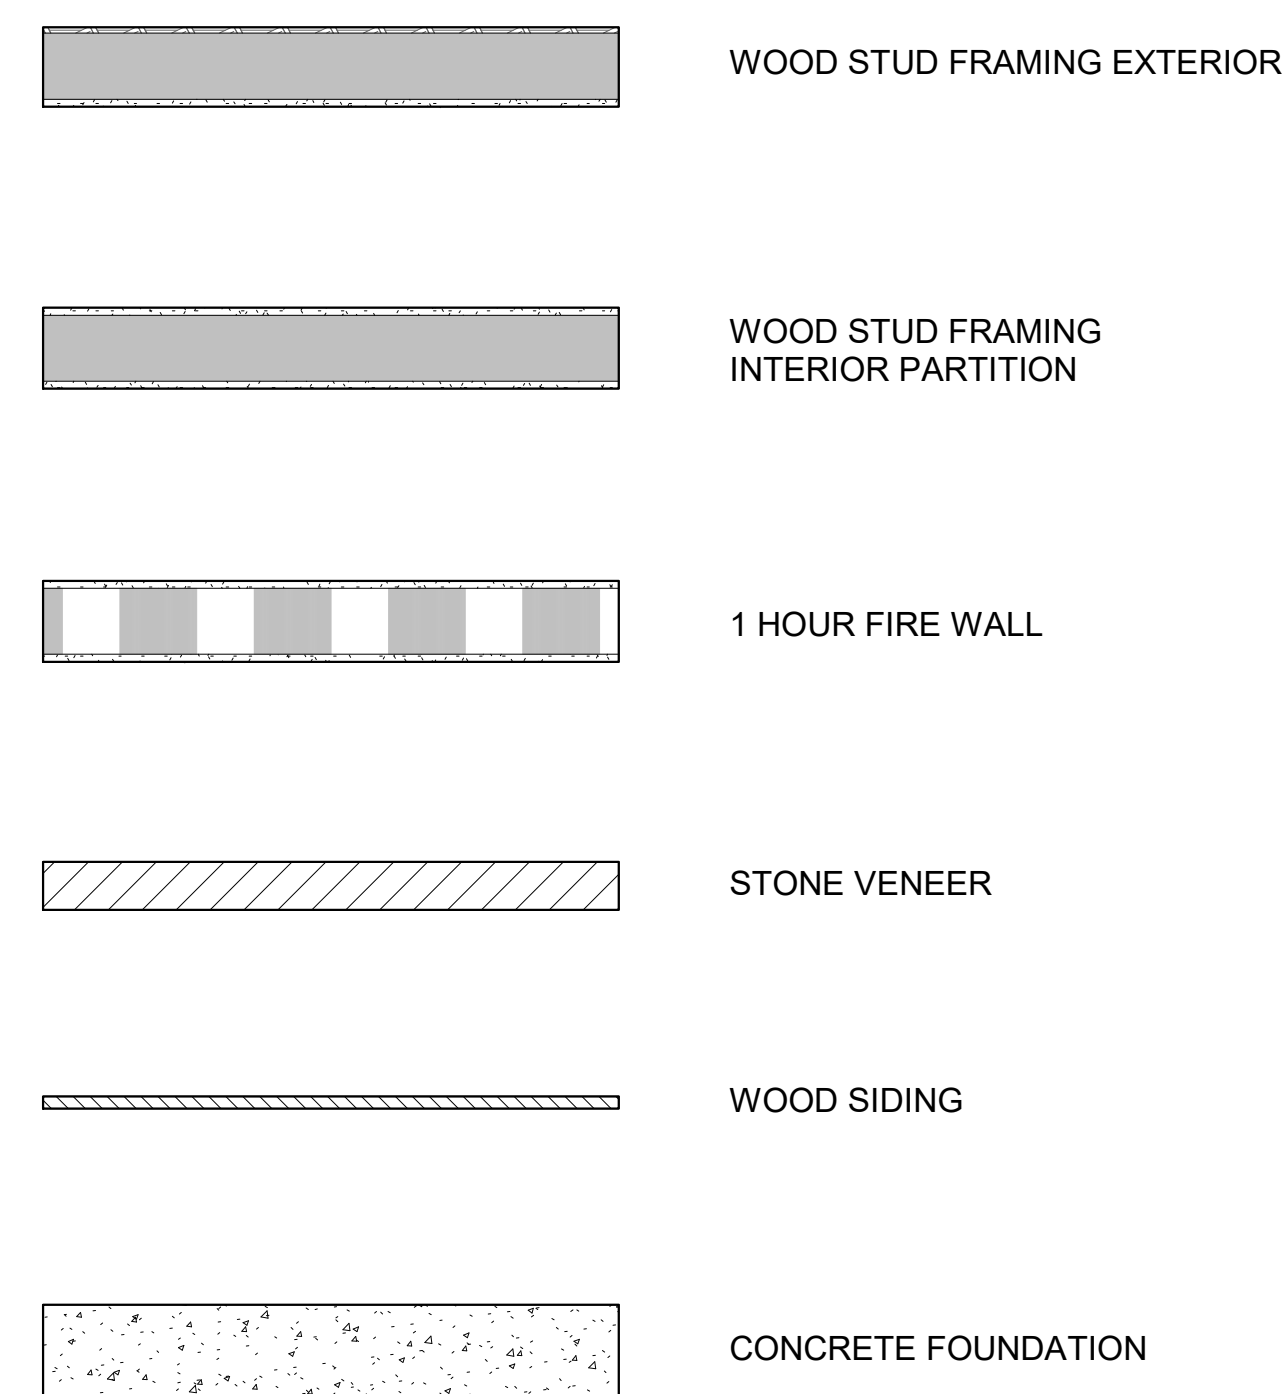 WOOD STUD FRAMING EXTERIOR
WOOD STUD FRAMING
INTERIOR PARTITION
1 HOUR FIRE WALL
STONE VENEER
WOOD SIDING
CONCRETE FOUNDATION